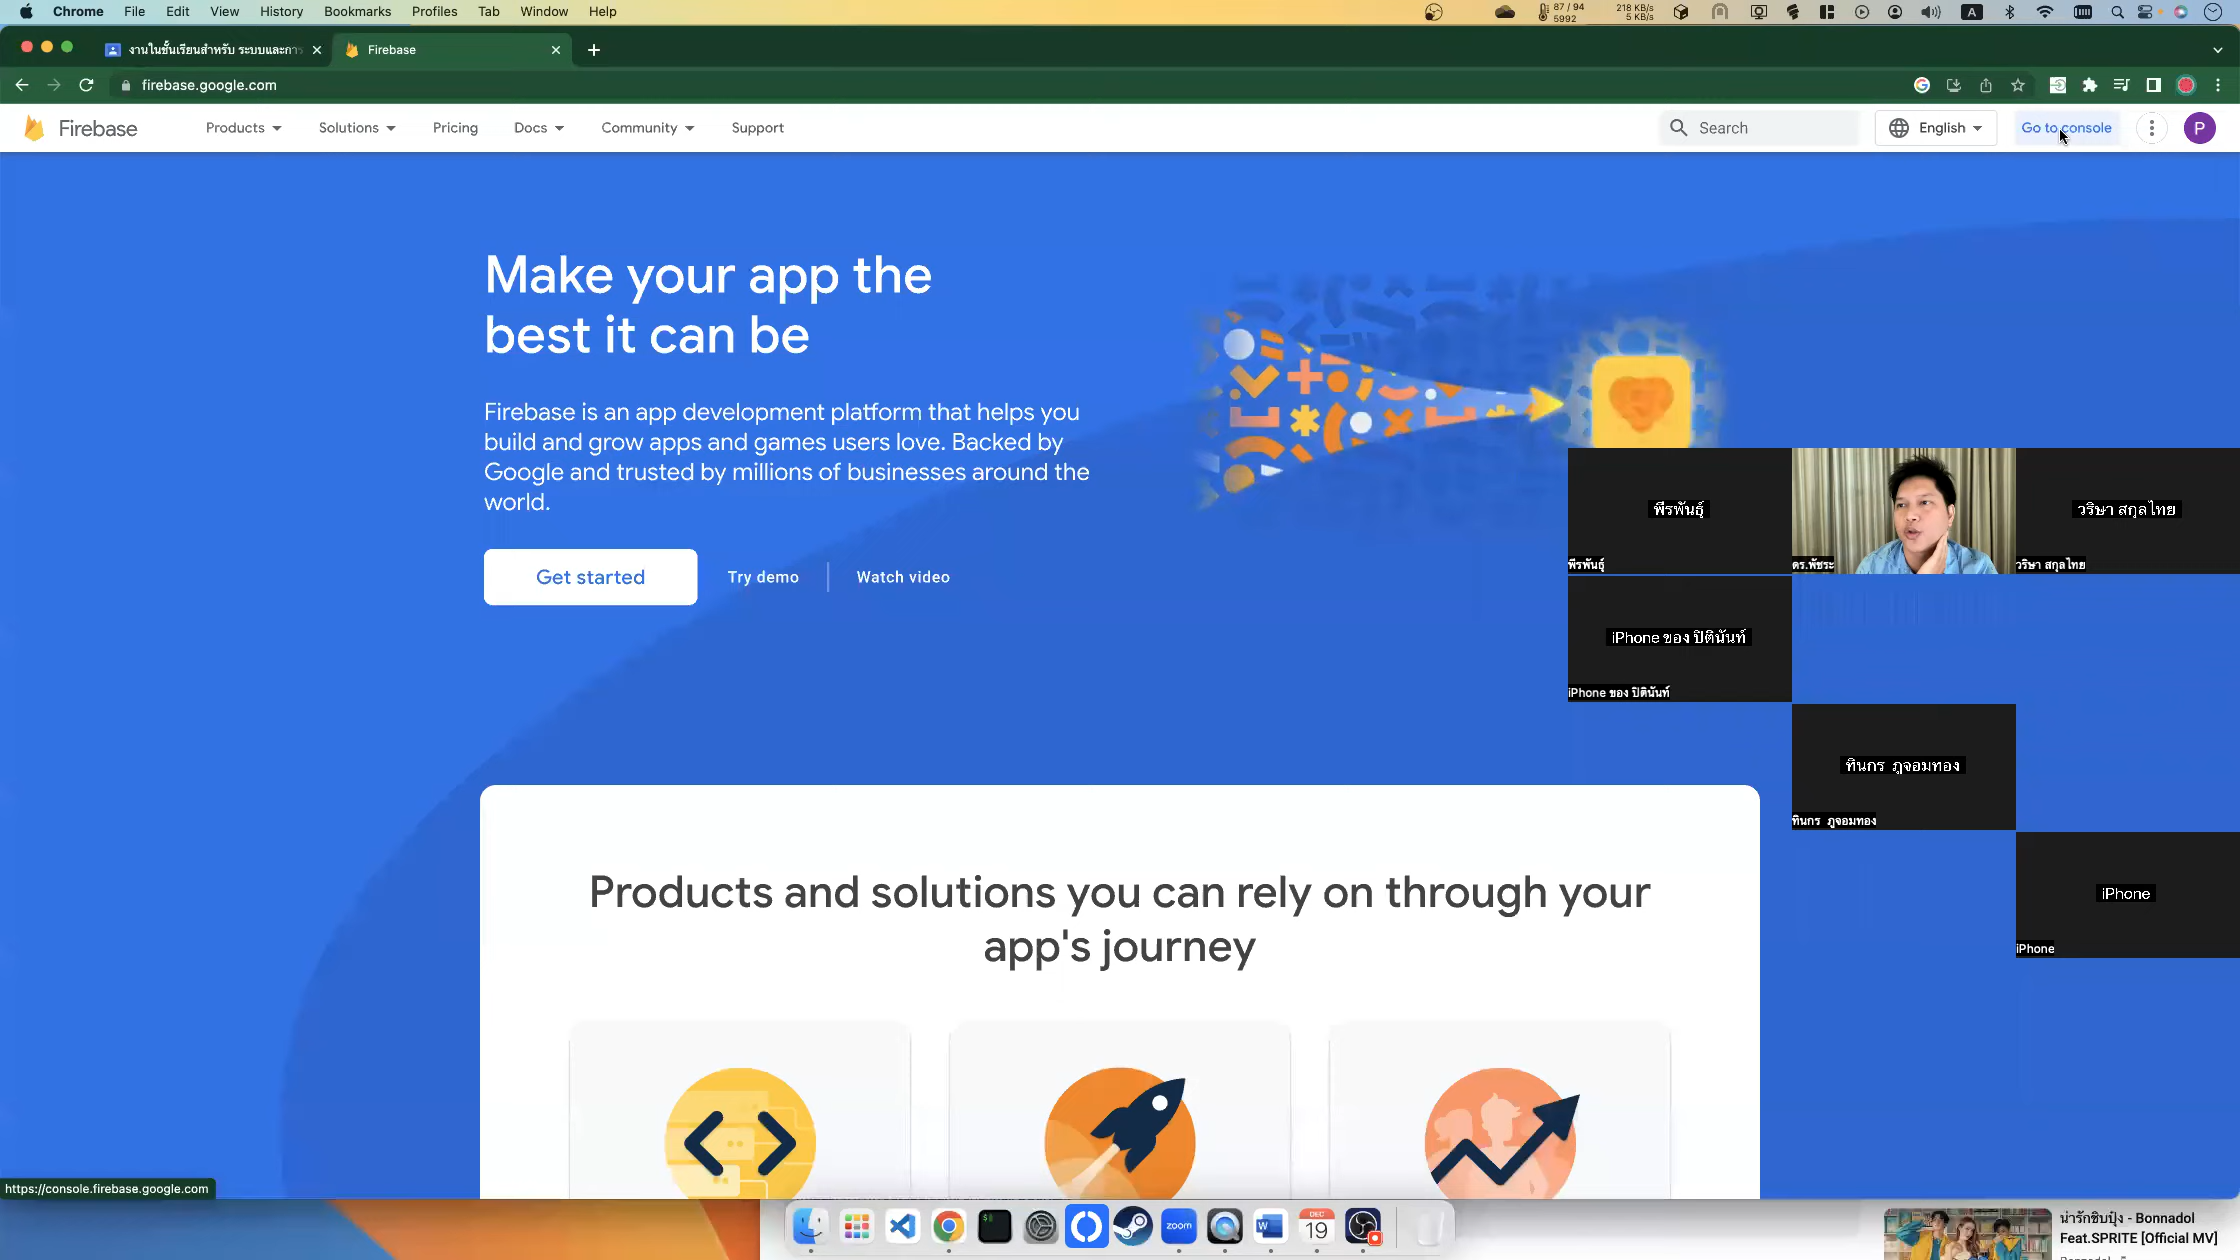 Chrome File Edit View History Bookmarks Profiles Tab Window Help
87 / 94
5992
218 KB/s
5 KB/s
A
งานในชั้นเรียนสำหรับ ระบบและกา
Firebase
firebase.google.com
Firebase
Products
Solutions
Pricing
Docs
Community
Support
Search
English
Go to console
P
Make your app the
best it can be
Firebase is an app development platform that helps you
build and grow apps and games users love. Backed by
Google and trusted by millions of businesses around the
world.
Get started
Try demo
Watch video
พีรพันธุ์
พีรพันธุ์
ดร.พัชระ
วริษา สกุลไทย
วริษา สกุลไทย
iPhone ของ ปิตินันท์
iPhone ของ ปิตินันท์
ทินกร ภูจอมทอง
ทินกร ภูจอมทอง
iPhone
iPhone
Products and solutions you can rely on through your
app's journey
https://console.firebase.google.com
zoom
W
DEC
19
น่ารักซิบปุ๋ง - Bonnadol
Feat.SPRITE [Official MV]